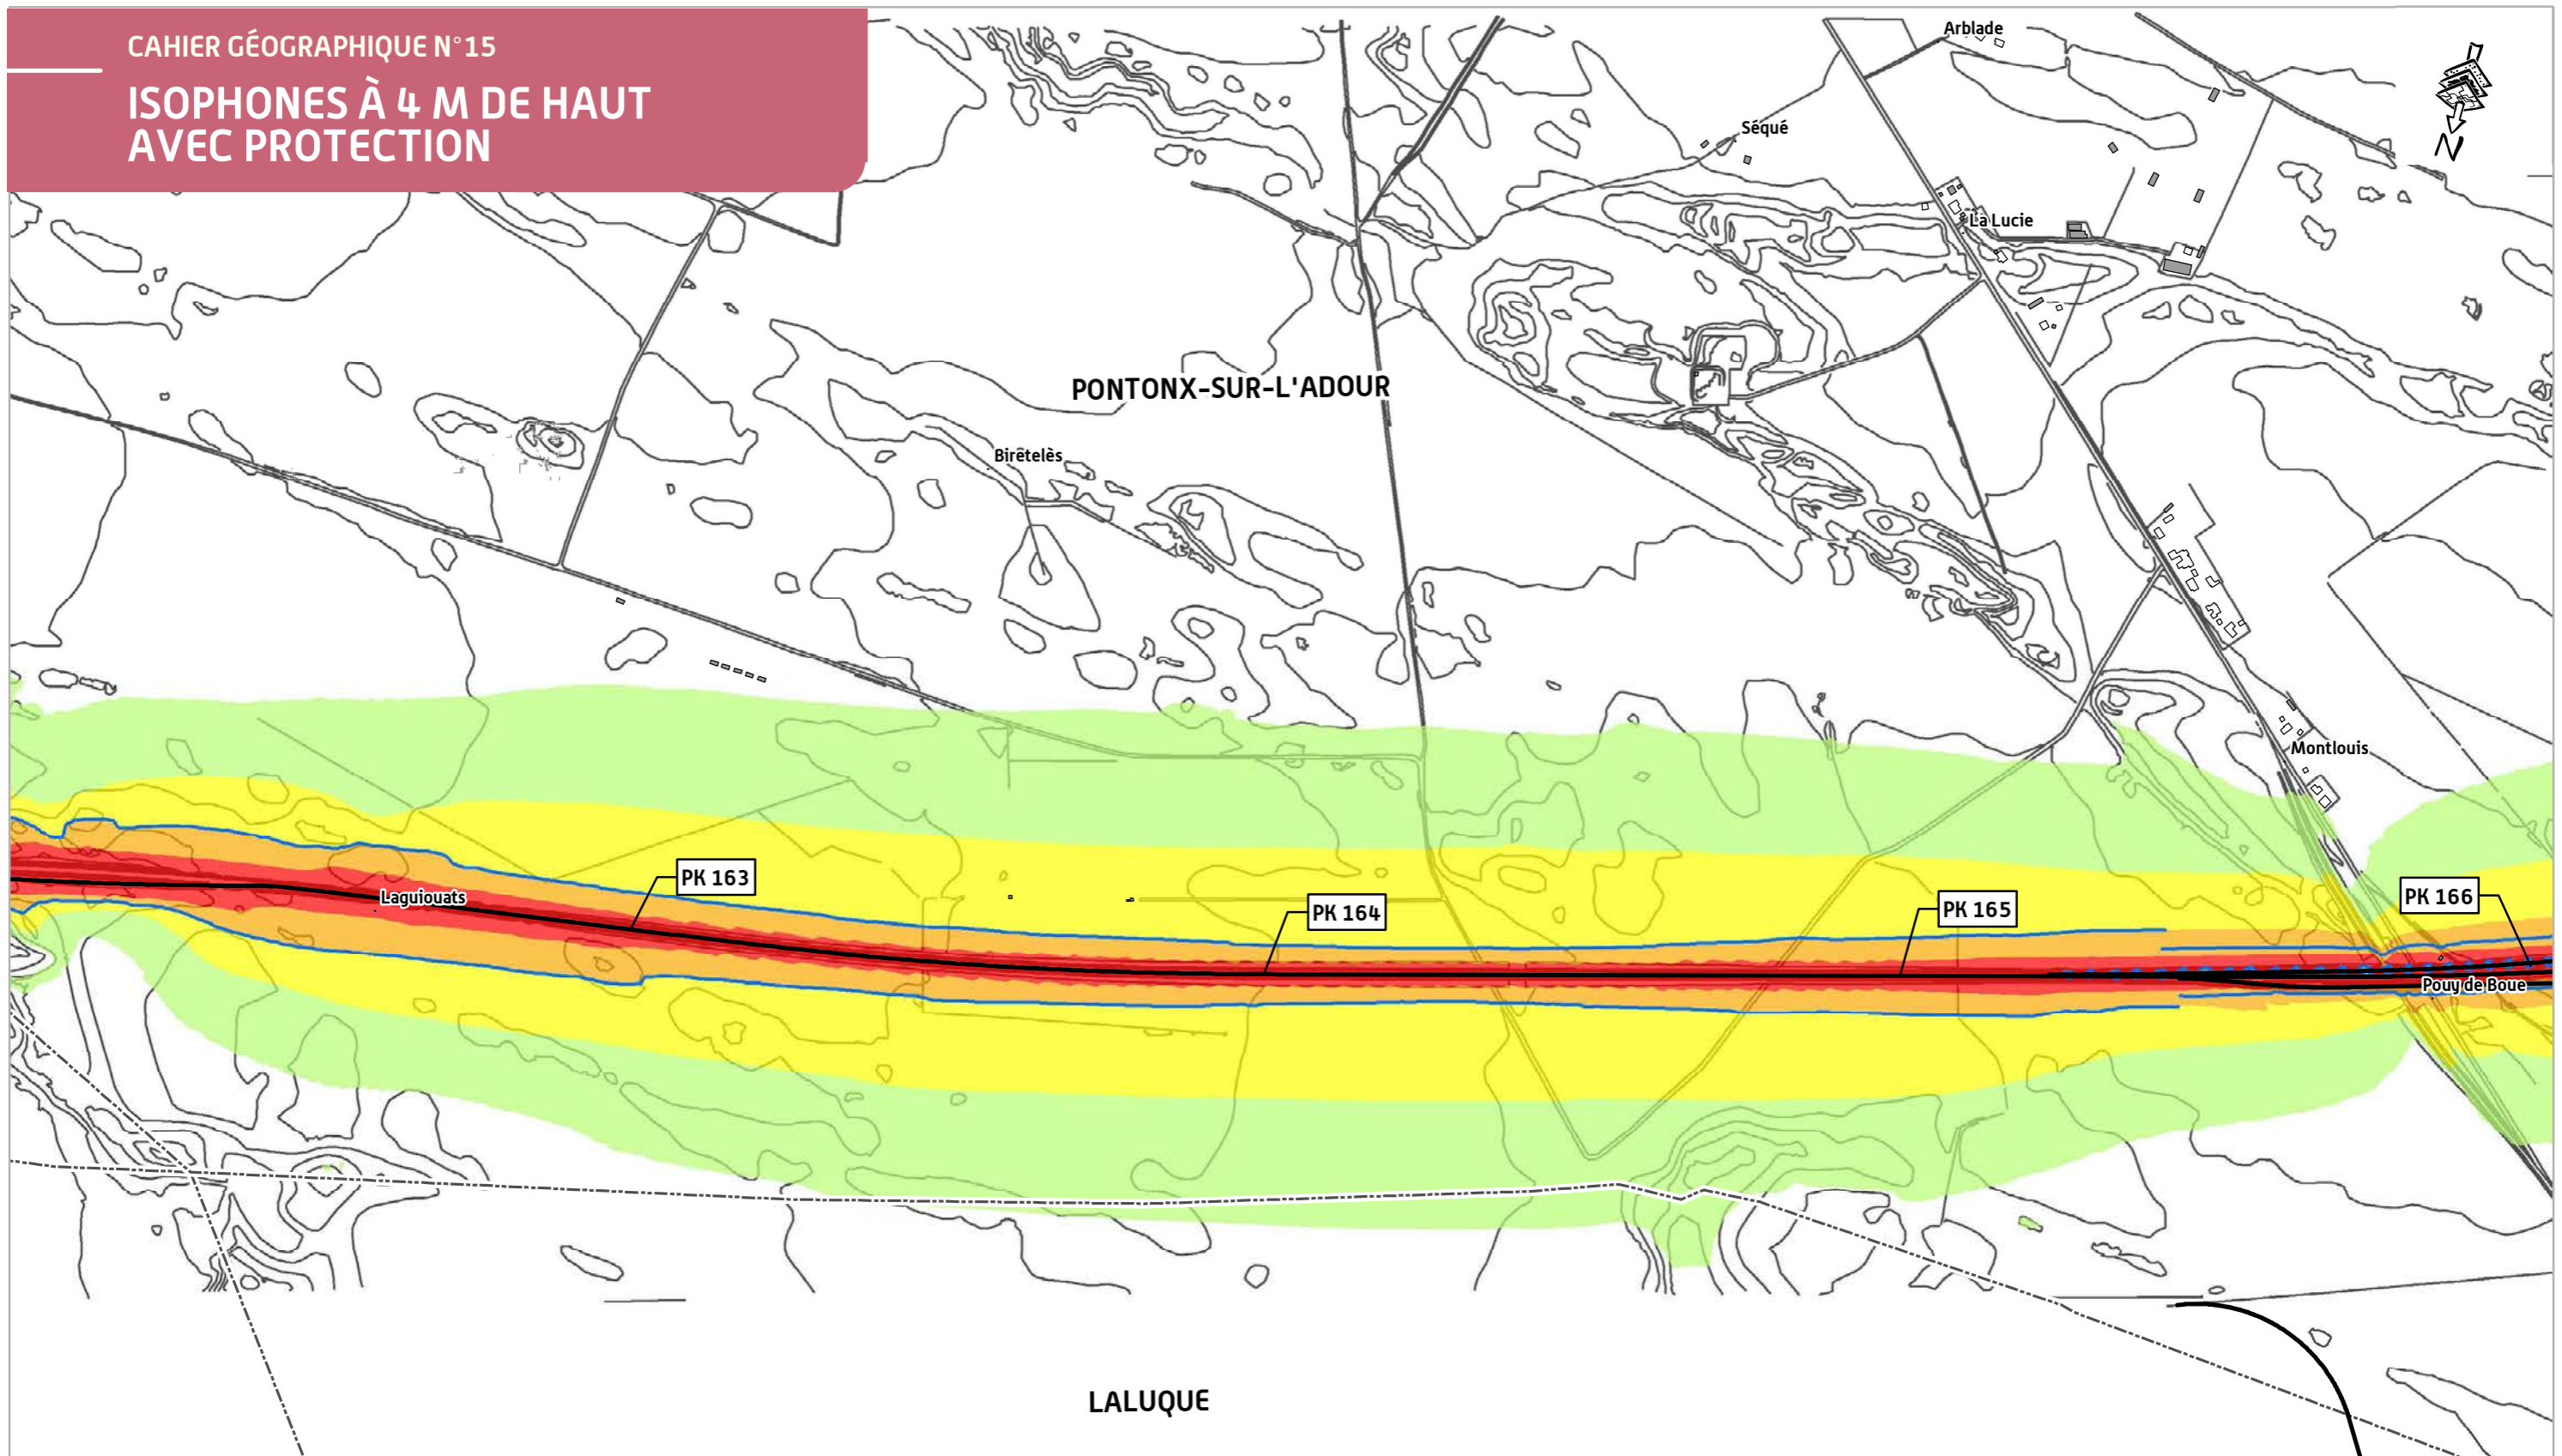 CAHIER GÉOGRAPHIQUE N°15
ISOPHONES À 4 M DE HAUT
AVEC PROTECTION
Arblade
N
Séqué
La Lucie
PONTONX-SUR-L'ADOUR
Birêtelès
Montlouis
PK 163
Laguiouats
PK 164
PK 165
PK 166
Pouy de Boue
LALUQUE